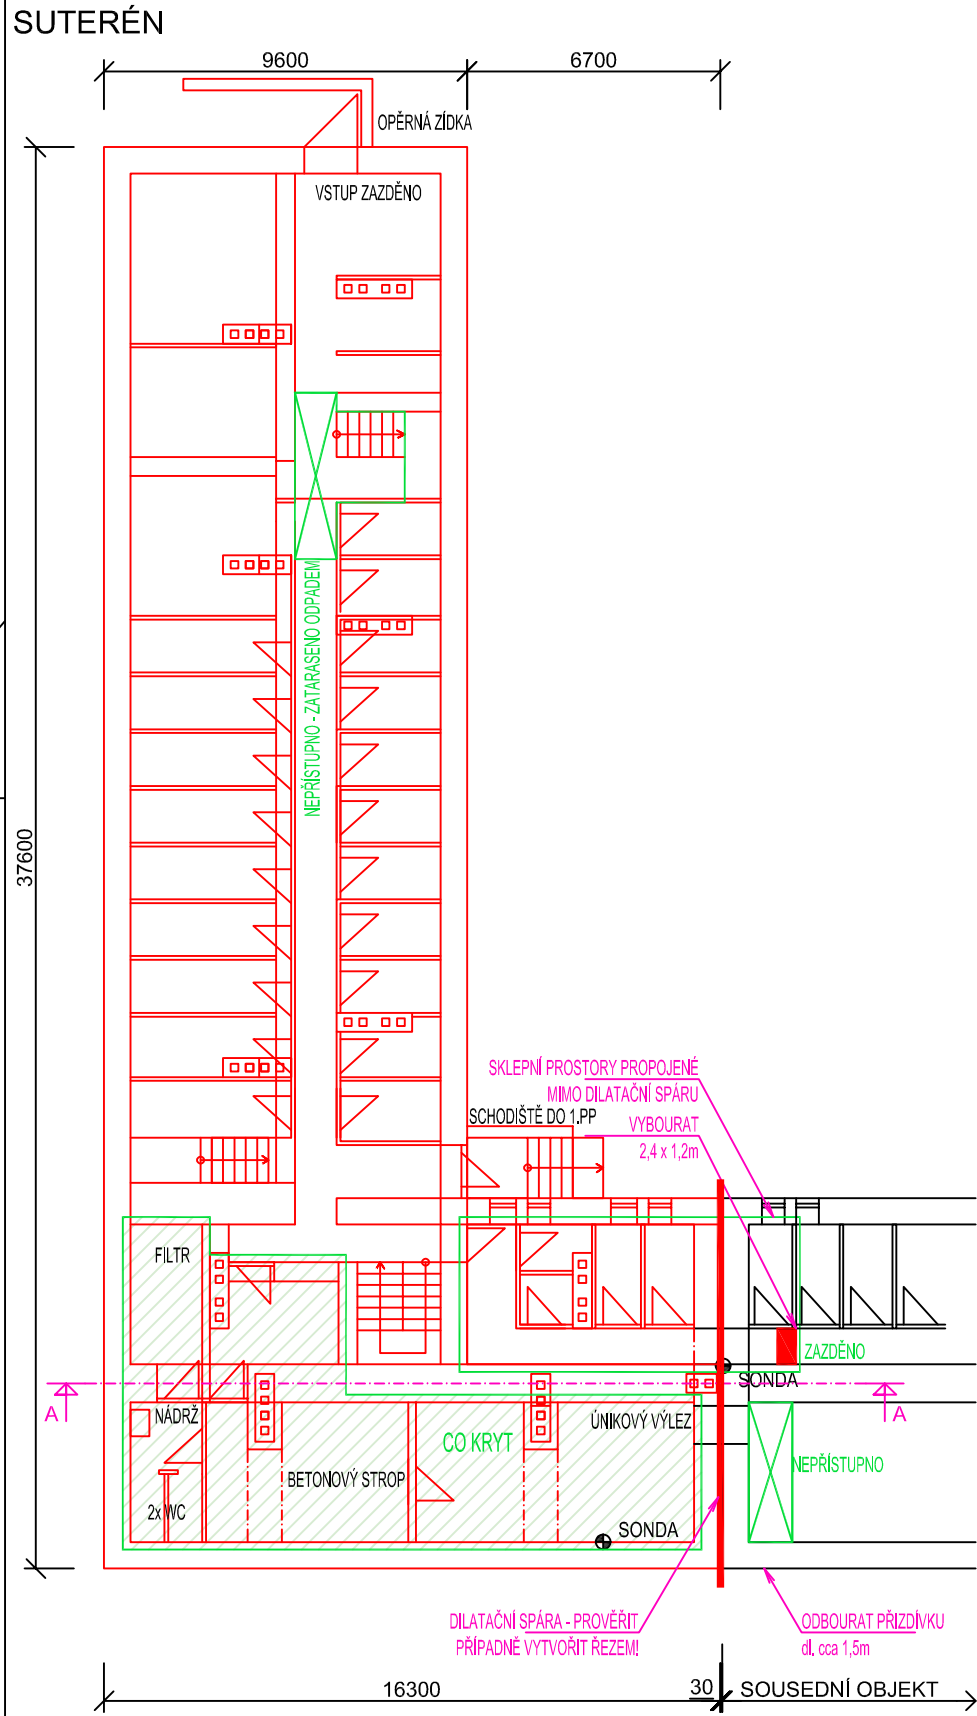 SUTERÉN
9600
6700
OPĚRNÁ ZÍDKA
VSTUP ZAZDĚNO
NEPŘÍSTUPNO - ZATARASENO ODPADEM
37600
SKLEPNÍ PROSTORY PROPOJENÉ
MIMO DILATAČNÍ SPÁRU
SCHODIŠTĚ DO 1.PP
VYBOURAT
2,4 x 1,2m
FILTR
ZAZDĚNO
SONDA
A
A
NÁDRŽ
ÚNIKOVÝ VÝLEZ
CO KRYT
NEPŘÍSTUPNO
BETONOVÝ STROP
2x WC
SONDA
DILATAČNÍ SPÁRA - PROVĚŘIT
PŘÍPADNĚ VYTVOŘIT ŘEZEM!
ODBOURAT PŘIZDÍVKU
dl. cca 1,5m
16300
30
SOUSEDNÍ OBJEKT